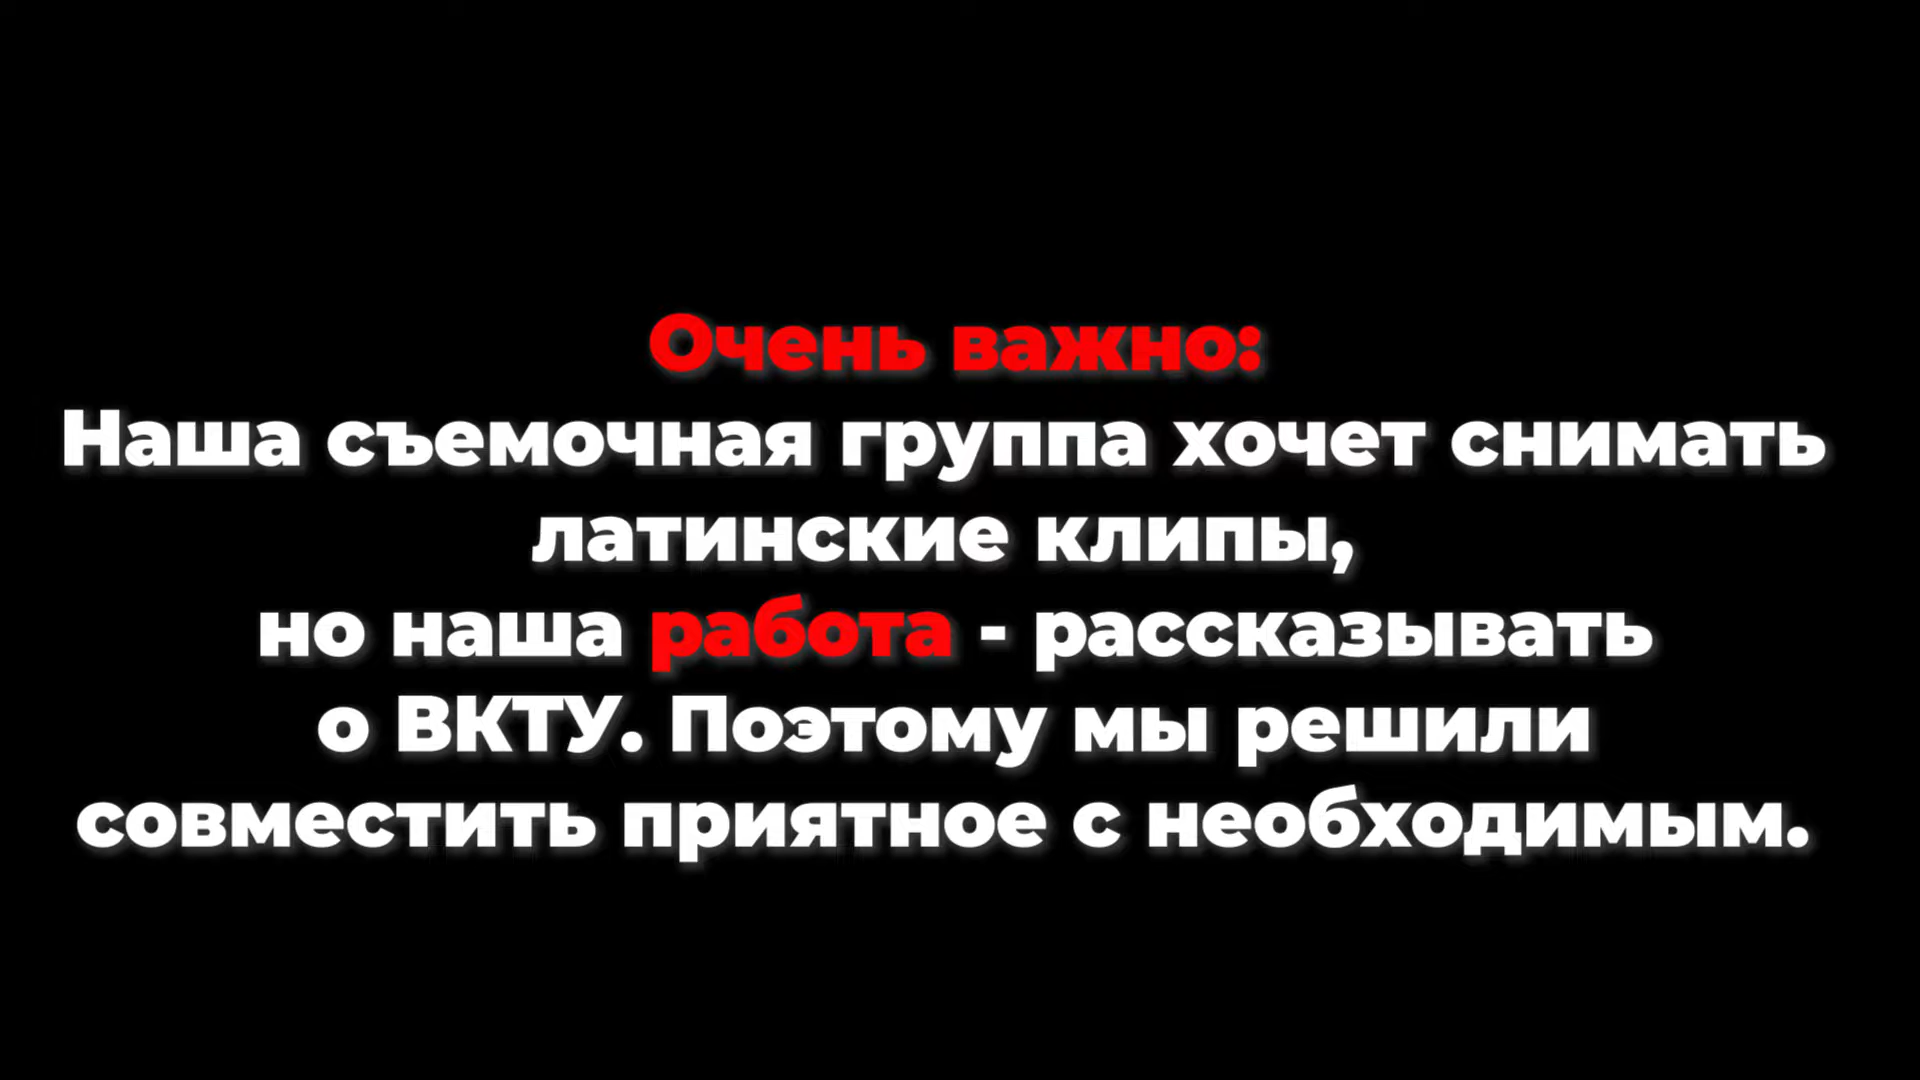 Очень важно:
Наша съемочная группа хочет снимать
латинские клипы,
но наша работа - рассказывать
о ВКТУ. Поэтому мы решили
совместить приятное с необходимым.